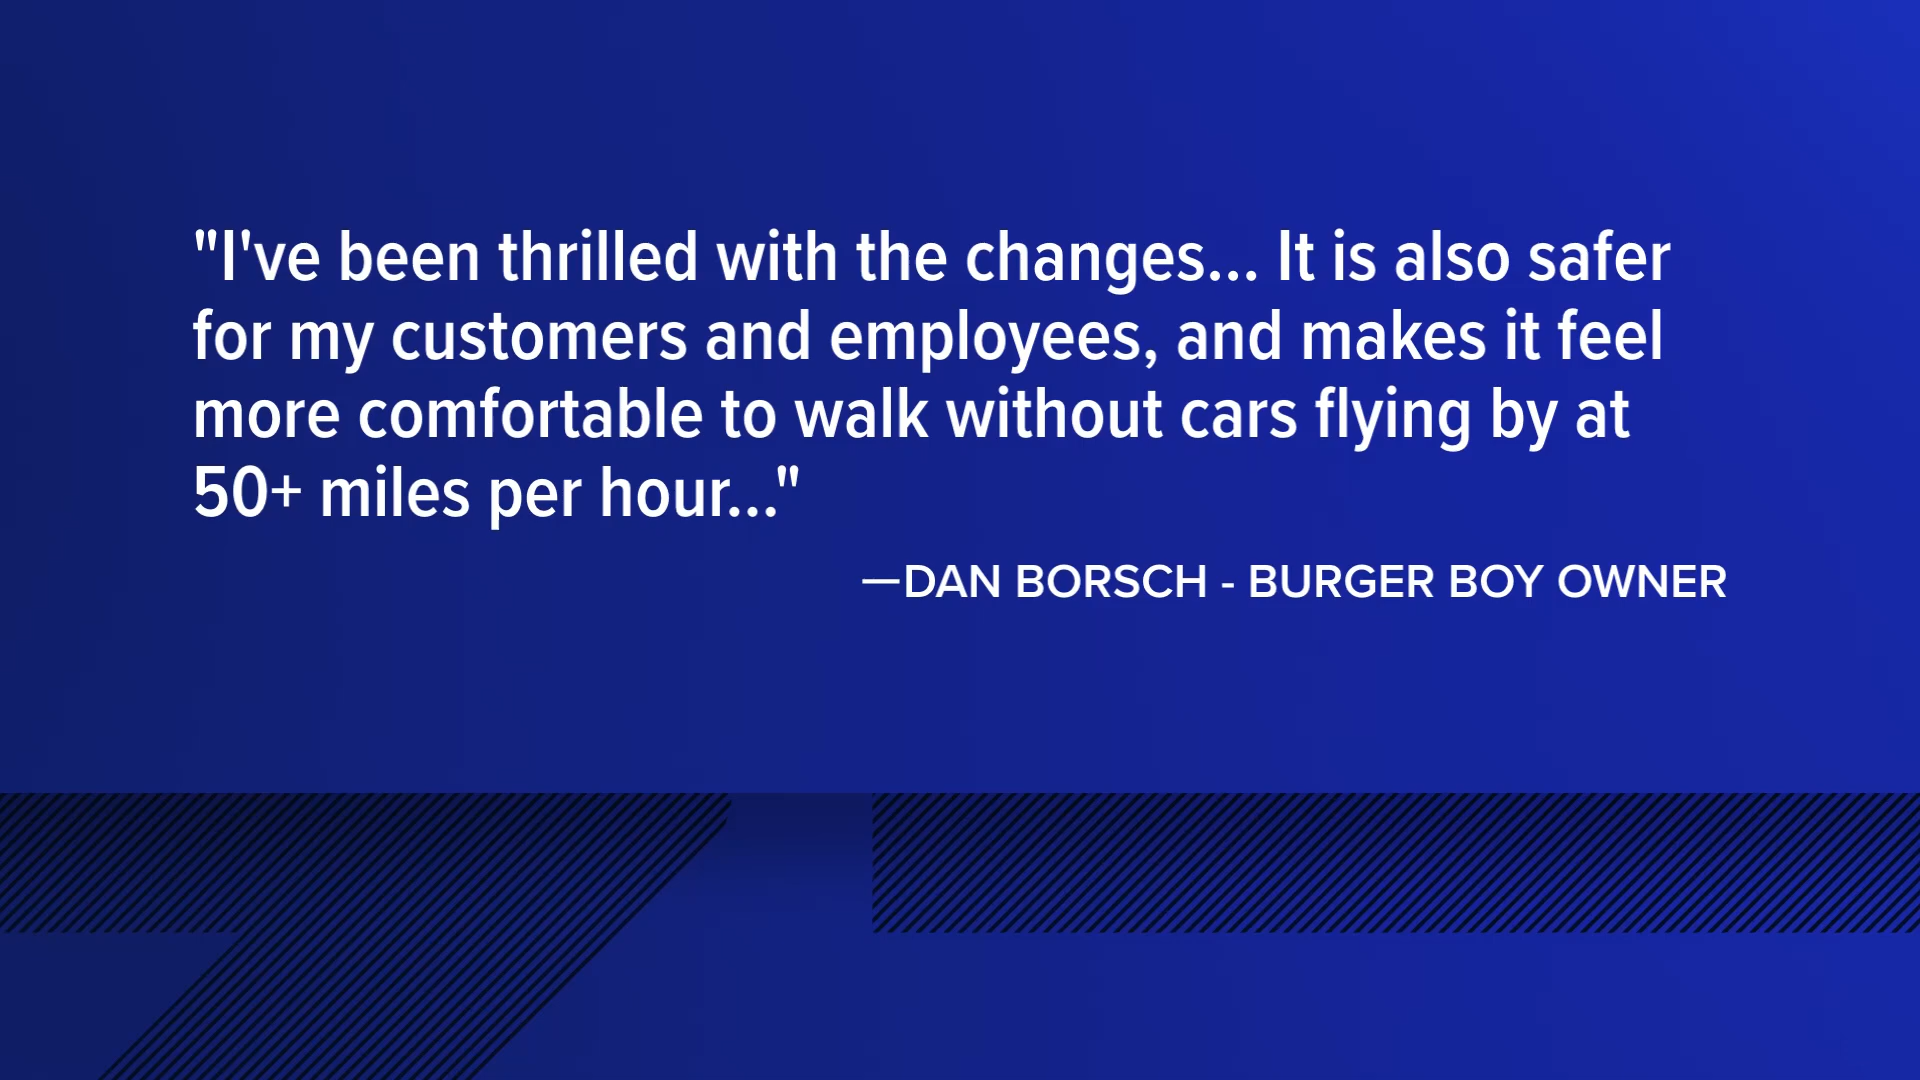 "I've been thrilled with the changes... It is also safer
for my customers and employees, and makes it feel
more comfortable to walk without cars flying by at
50+ miles per hour..."
—DAN BORSCH - BURGER BOY OWNER